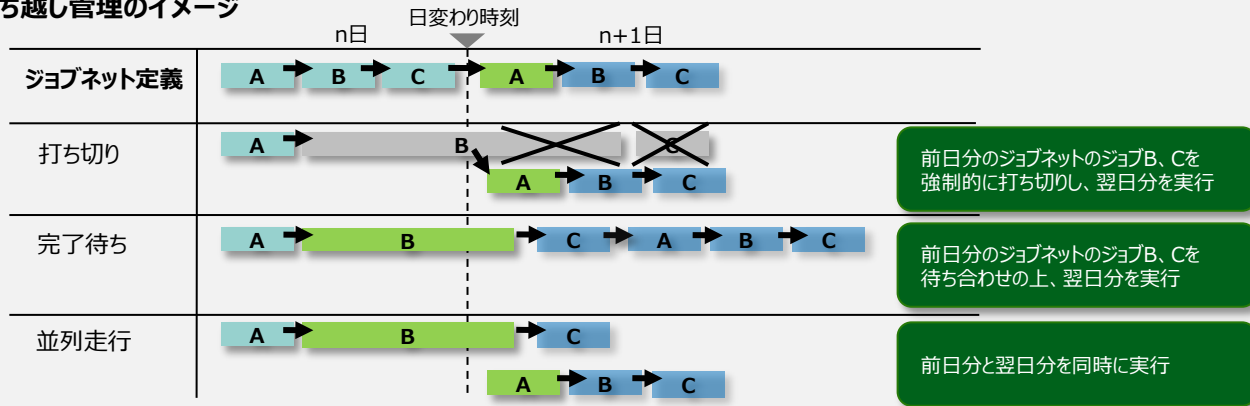 ち越し管理のイメージ
日変わり時刻
n日
n+1日
ジョブネット定義
A B C A B C
打ち切り
A B C
A B C
前日分のジョブネットのジョブB、Cを
強制的に打ち切りし、翌日分を実行
完了待ち
A B C A B C
前日分のジョブネットのジョブB、Cを
待ち合わせの上、翌日分を実行
並列走行
A B C
A B C
前日分と翌日分を同時に実行